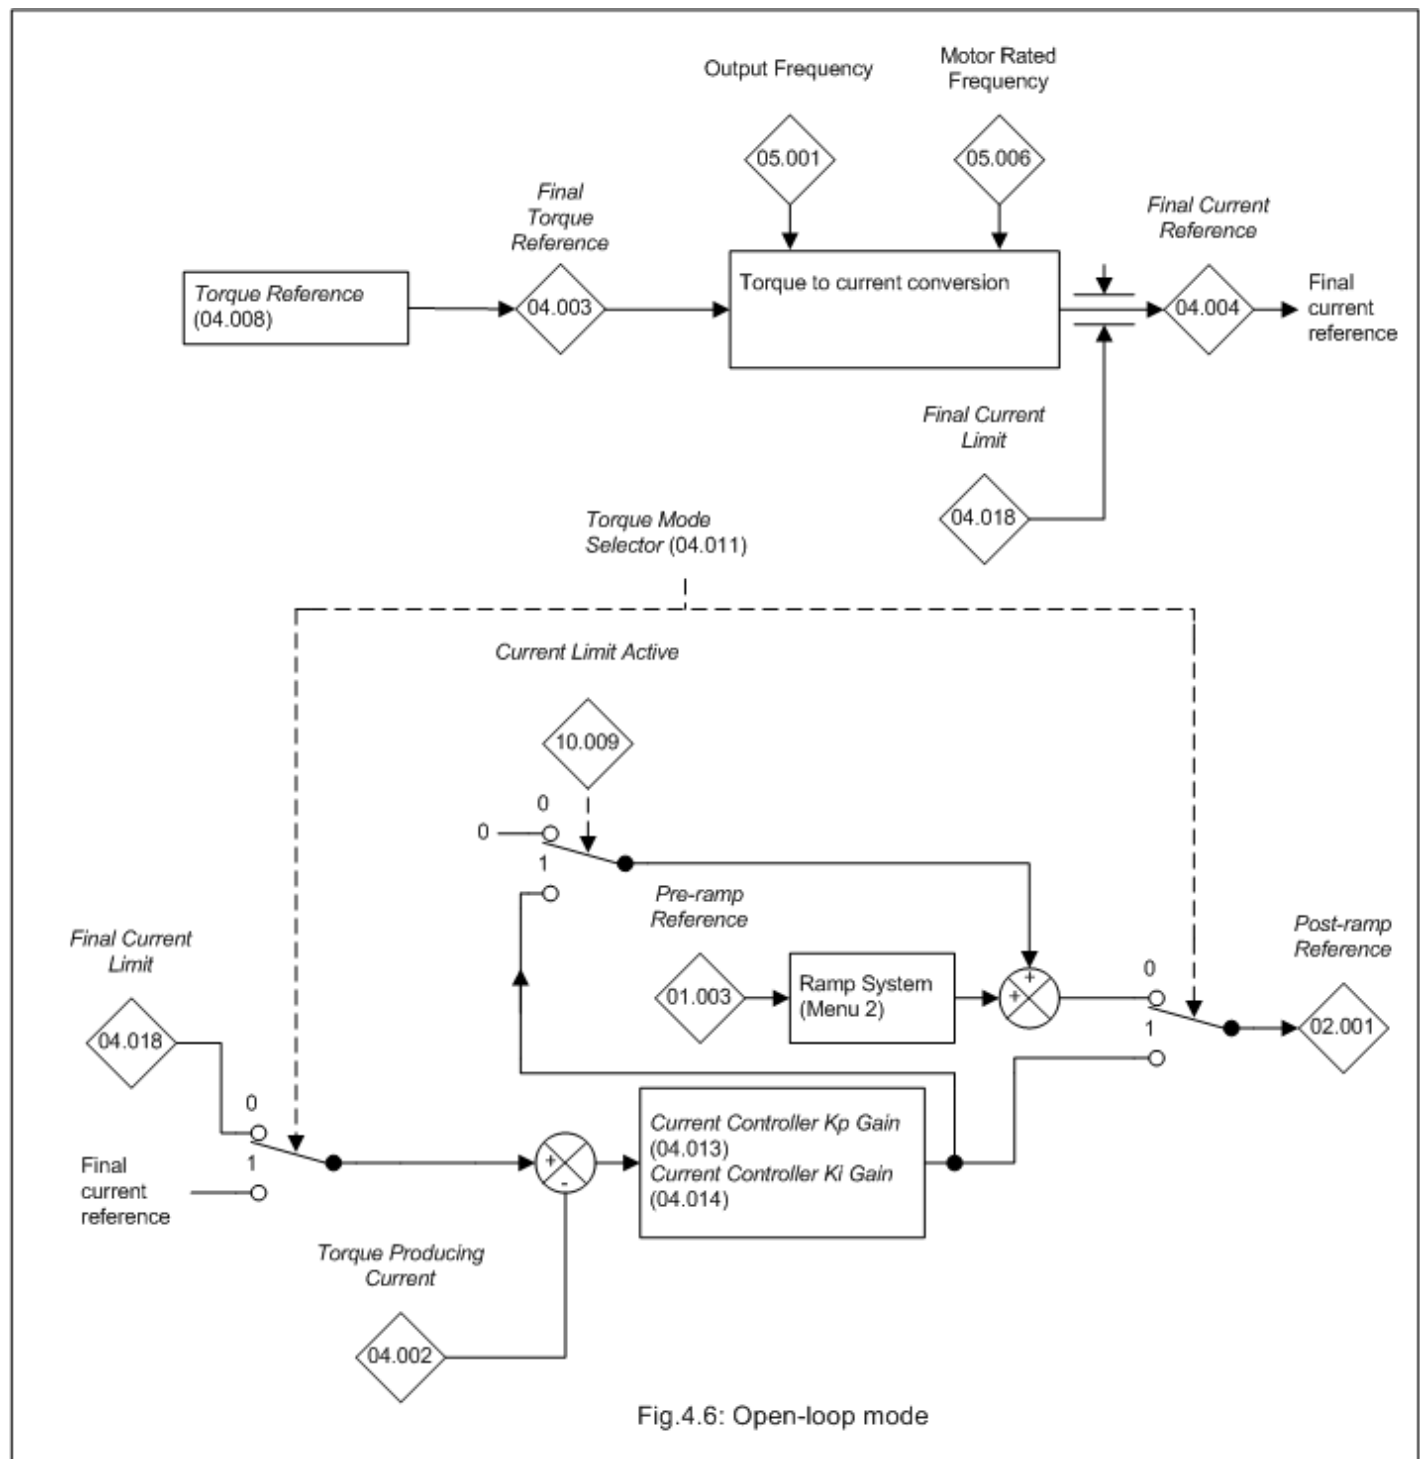 Output Frequency
Motor Rated
Frequency
05.001
05.006
Final
Torque
Reference
Final Current
Reference
Torque Reference
(04.008)
04.003
Torque to current conversion
04.004
Final
current
reference
Final Current
Limit
04.018
Torque Mode
Selector (04.011)
Current Limit Active
10.009
0
0
1
Pre-ramp
Reference
Final Current
Limit
Post-ramp
Reference
01.003
Ramp System
(Menu 2)
+
+
0
1
02.001
04.018
0
1
Final
current
reference
+
-
Current Controller Kp Gain
(04.013)
Current Controller Ki Gain
(04.014)
Torque Producing
Current
04.002
Fig.4.6: Open-loop mode